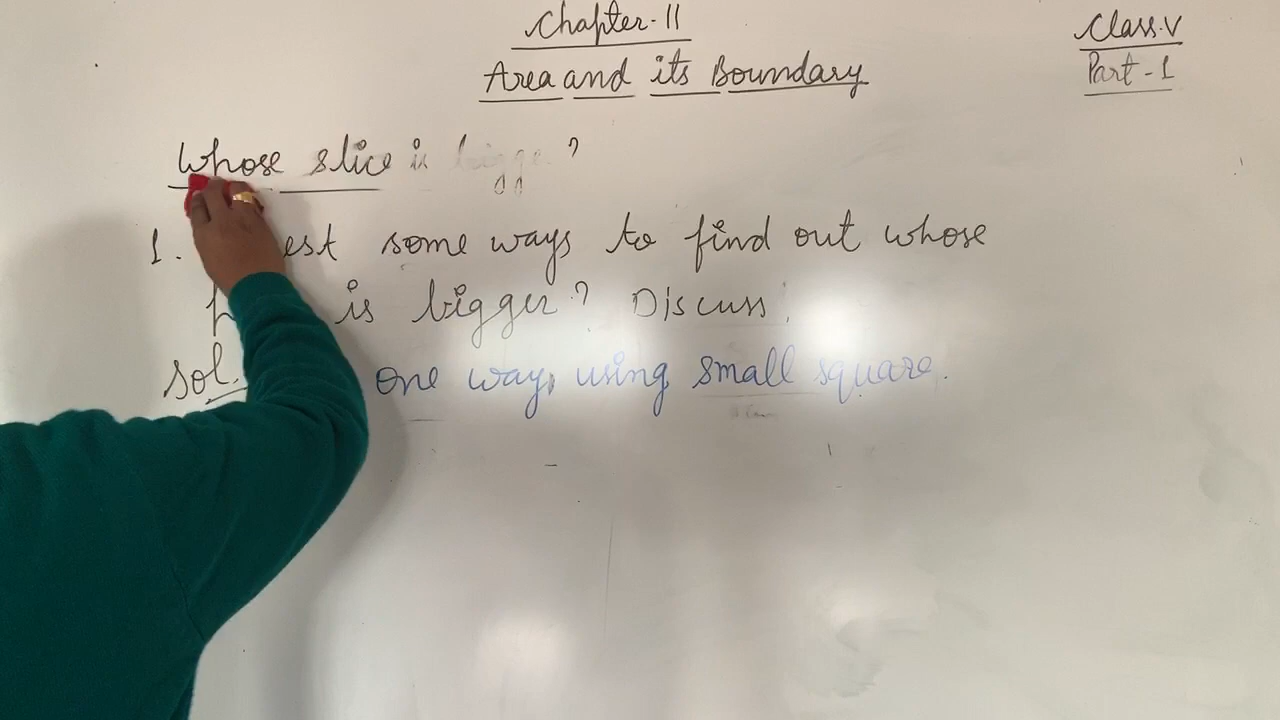 Chapter-11
Class.V
Area and its Boundary
Part-1
Whose slice is bigge ?
1. est some ways to find out whose
is bigger? Discuss
Sol. one way, using small square.